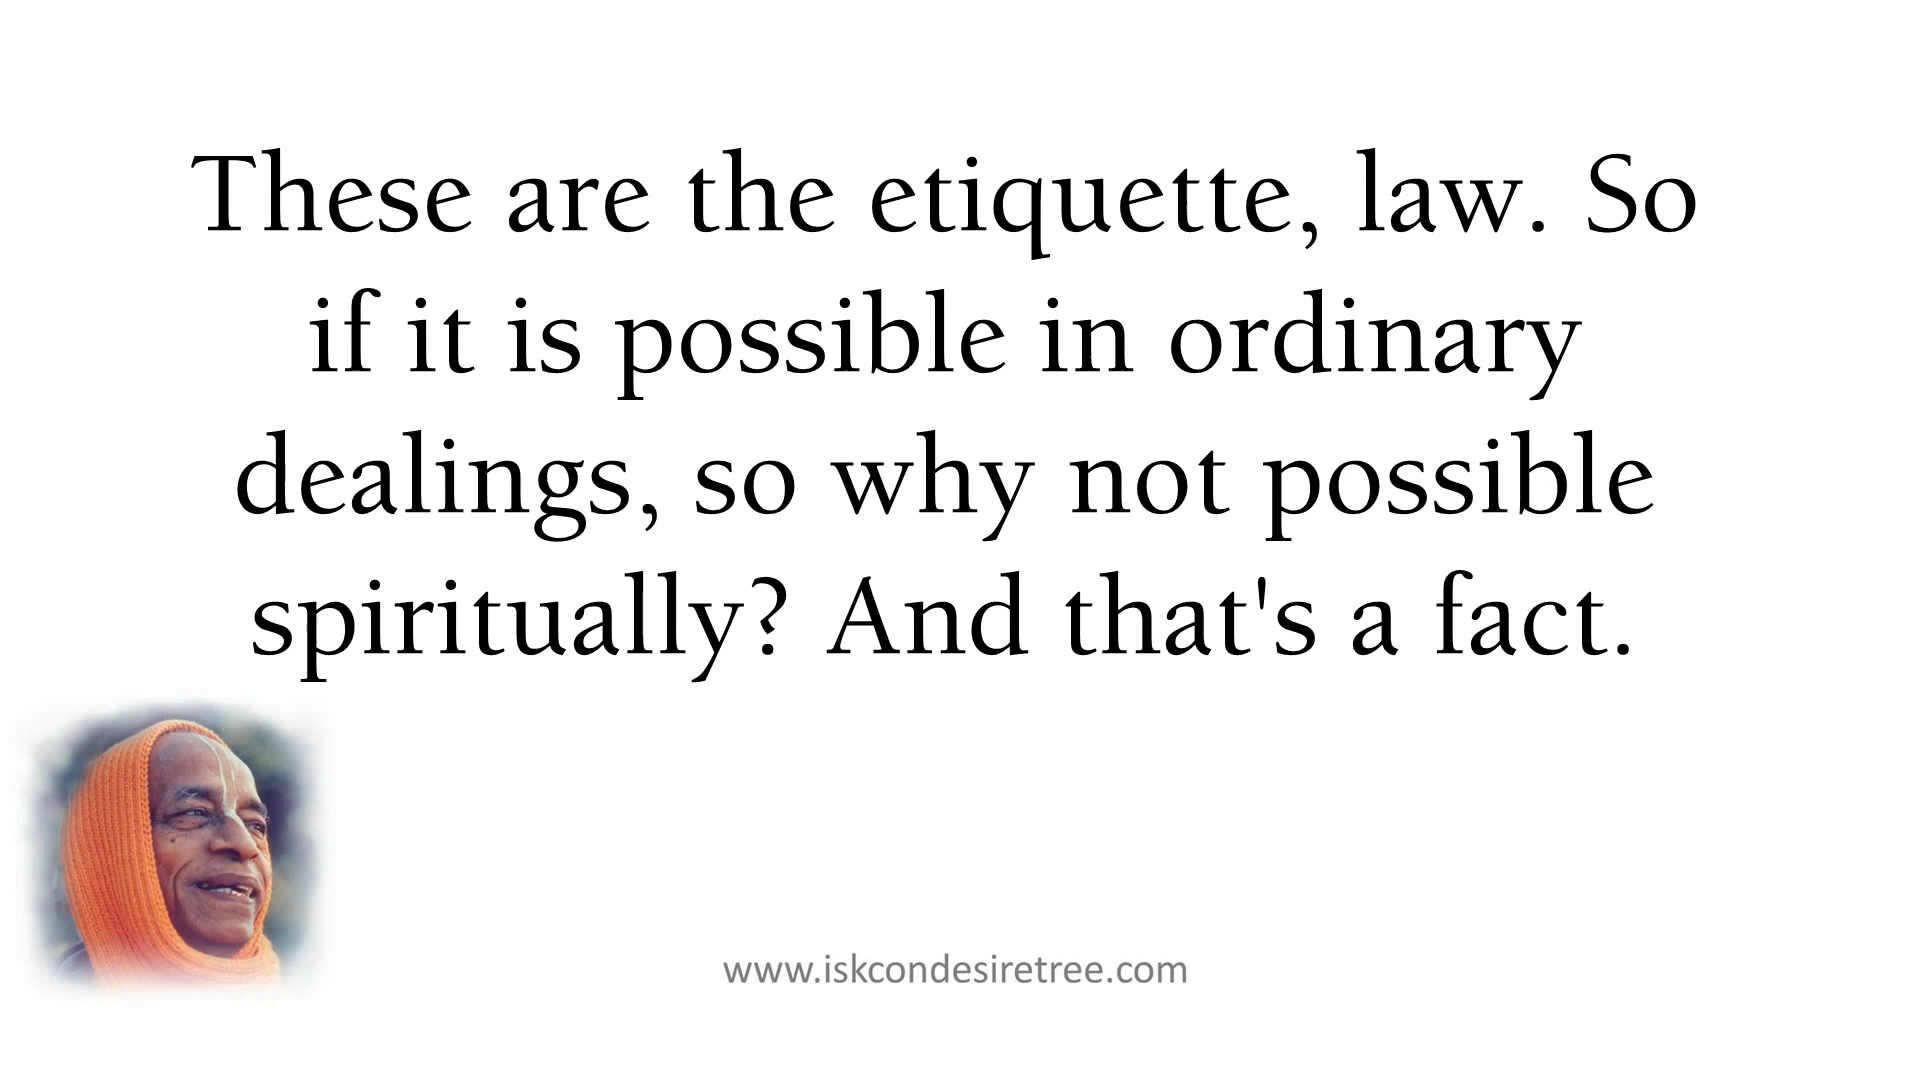 These are the etiquette, law. So
if it is possible in ordinary
dealings, so why not possible
spiritually? And that's a fact.
www.iskcondesiretree.com